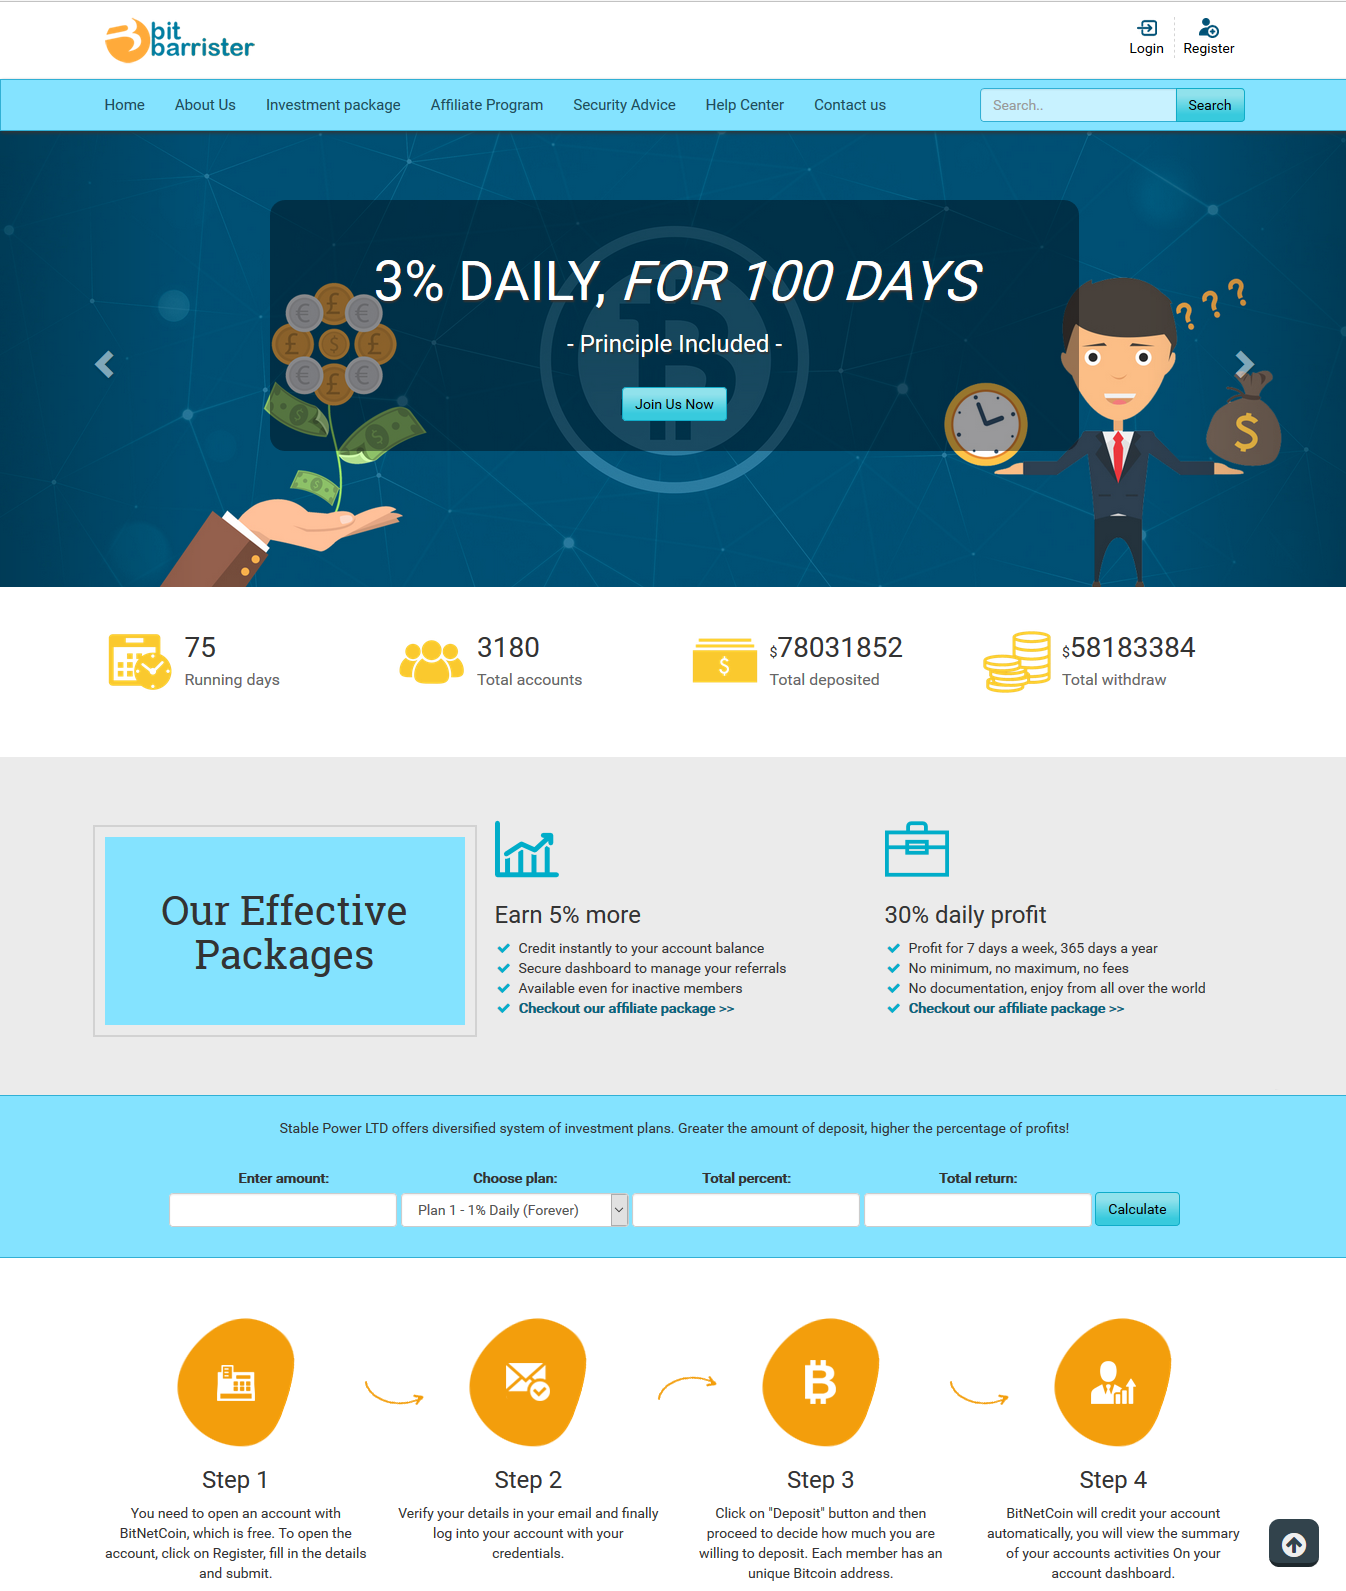 bit
barrister
Login
Register
Home
About Us
Investment package
Affiliate Program
Security Advice
Help Center
Contact us
Search..
Search
3% DAILY, FOR 100 DAYS
- Principle Included -
Join Us Now
75
Running days
3180
Total accounts
$78031852
Total deposited
$58183384
Total withdraw
Our Effective
Packages
Earn 5% more
Credit instantly to your account balance
Secure dashboard to manage your referrals
Available even for inactive members
Checkout our affiliate package >>
30% daily profit
Profit for 7 days a week, 365 days a year
No minimum, no maximum, no fees
No documentation, enjoy from all over the world
Checkout our affiliate package >>
Stable Power LTD offers diversified system of investment plans. Greater the amount of deposit, higher the percentage of profits!
Enter amount:
Choose plan:
Total percent:
Total return:
Plan 1 - 1% Daily (Forever)
Calculate
Step 1
You need to open an account with
BitNetCoin, which is free. To open the
account, click on Register, fill in the details
and submit.
Step 2
Verify your details in your email and finally
log into your account with your
credentials.
Step 3
Click on "Deposit" button and then
proceed to decide how much you are
willing to deposit. Each member has an
unique Bitcoin address.
Step 4
BitNetCoin will credit your account
automatically, you will view the summary
of your accounts activities On your
account dashboard.